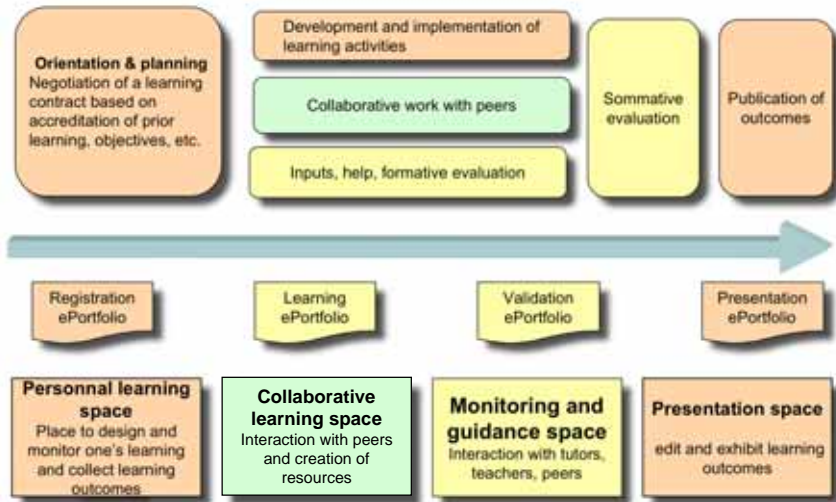 Orientation & planning
Negotiation of a learning
contract based on
accreditation of prior
learning, objectives, etc.
Development and implementation of
learning activities
Collaborative work with peers
Inputs, help, formative evaluation
Sommative
evaluation
Publication of
outcomes
Registration
ePortfolio
Learning
ePortfolio
Validation
ePortfolio
Presentation
ePortfolio
Personnal learning
space
Place to design and
monitor one's learning
and collect learning
outcomes
Collaborative
learning space
Interaction with peers
and creation of
resources
Monitoring and
guidance space
Interaction with tutors,
teachers, peers
Presentation space
edit and exhibit learning
outcomes